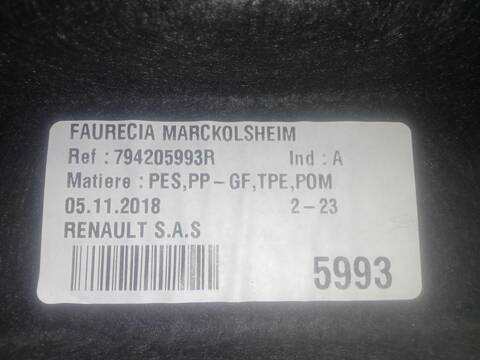 FAURECIA MARCKOLSHEIM
Ref : 794205993R Ind : A
Matiere : PES,PP-GF,TPE,POM
05.11.2018 2-23
RENAULT S.A.S
5993